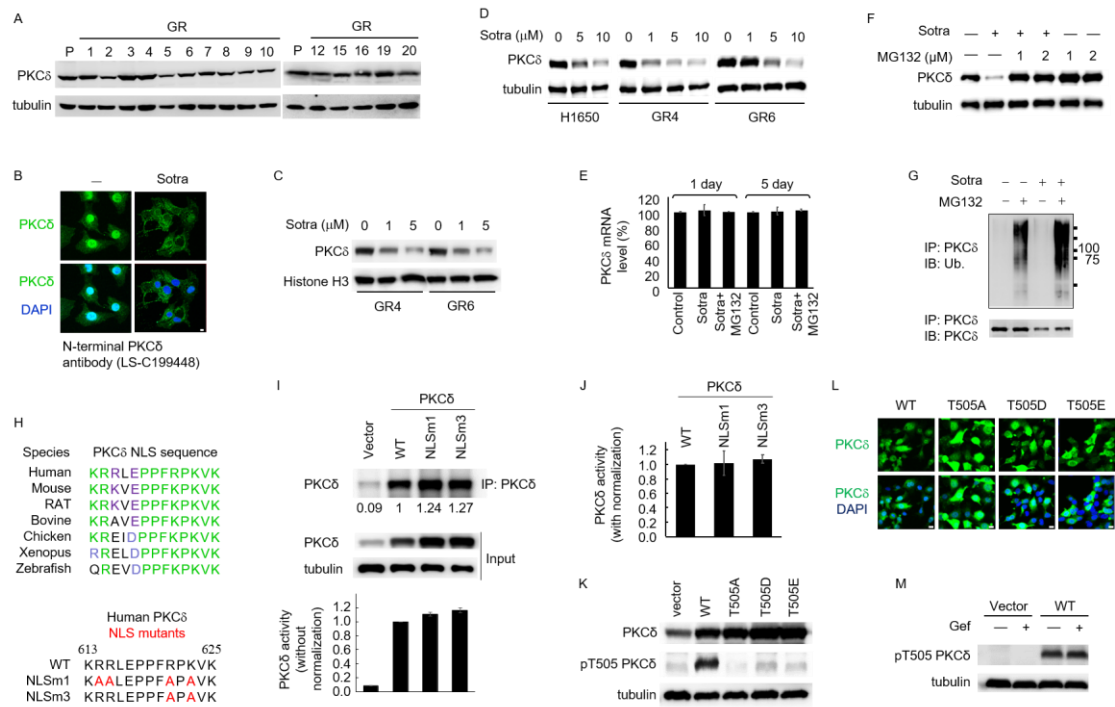 A
GR
GR
P 1 2 3 4 5 6 7 8 9 10
P 12 15 16 19 20
PKCδ
tubulin
B
— Sotra
PKCδ
PKCδ
DAPI
N-terminal PKCδ
antibody (LS-C199448)
C
Sotra (μM) 0 1 5 0 1 5
PKCδ
Histone H3
GR4 GR6
D
Sotra (μM) 0 5 10 0 1 5 10 0 1 5 10
PKCδ
tubulin
H1650 GR4 GR6
E
1 day 5 day
PKCδ mRNA
level (%)
120
100
80
60
40
20
0
Control
Sotra
Sotra+
MG132
Control
Sotra
Sotra+
MG132
F
Sotra — + + + — —
MG132 (μM) — — 1 2 1 2
PKCδ
tubulin
G
Sotra – – + +
MG132 – + – +
IP: PKCδ
IB: Ub.
100
75
IP: PKCδ
IB: PKCδ
H
Species PKCδ NLS sequence
Human KRRLEPPFRPKVK
Mouse KRKVEPPFKPKVK
RAT KRKVEPPFKPKVK
Bovine KRAVEPPFKPKVK
Chicken KREIDPPFKPKVK
Xenopus RRELDPPFKPKVK
Zebrafish QREVDPPFKPKVK
Human PKCδ
NLS mutants
613 625
WT KRRLEPPFRPKVK
NLSm1 KAALEPPFAPAVK
NLSm3 KRRLEPPFAPAVK
I
PKCδ
Vector
WT
NLSm1
NLSm3
PKCδ IP: PKCδ
0.09 1 1.24 1.27
PKCδ
tubulin
Input
PKCδ activity
(without
normalization)
1.2
1.0
0.8
0.6
0.4
0.2
0.0
J
PKCδ
WT
NLSm1
NLSm3
PKCδ activity
(with normalization)
1.2
1.0
0.8
0.6
0.4
0.2
0.0
K
vector
WT
T505A
T505D
T505E
PKCδ
pT505 PKCδ
tubulin
L
WT T505A T505D T505E
PKCδ
PKCδ
DAPI
M
Vector WT
Gef — + — +
pT505 PKCδ
tubulin